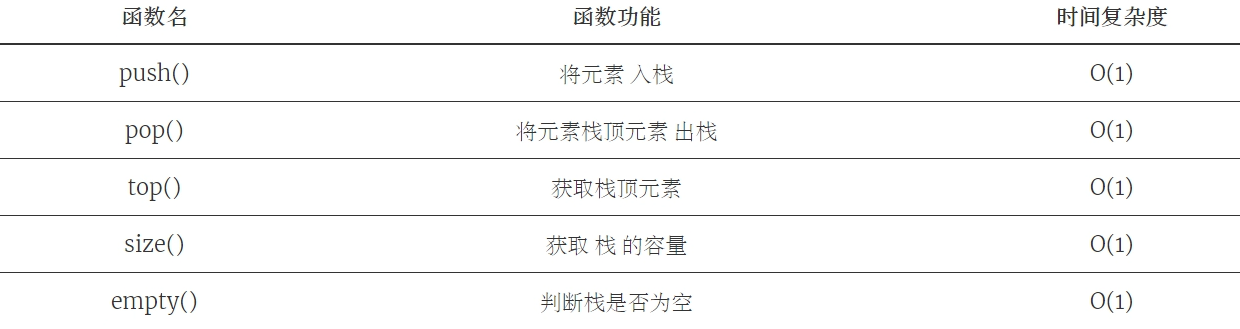 函数名 函数功能 时间复杂度
push() 将元素 入栈 O(1)
pop() 将元素栈顶元素 出栈 O(1)
top() 获取栈顶元素 O(1)
size() 获取 栈 的容量 O(1)
empty() 判断栈是否为空 O(1)